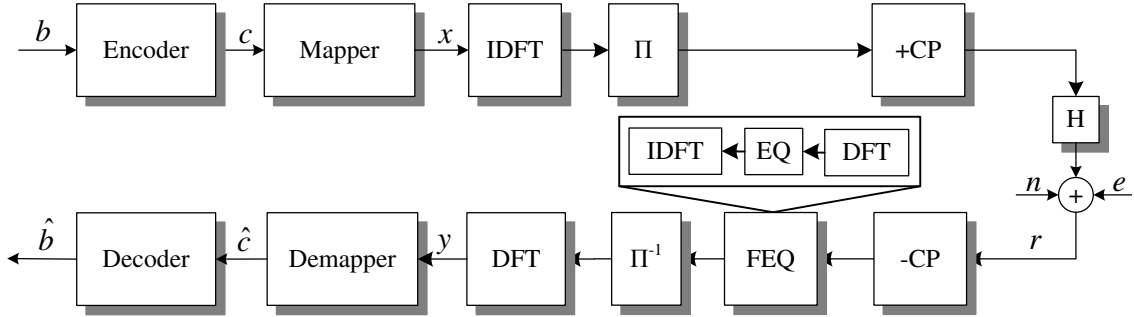 b Encoder c Mapper x IDFT Π +CP
H
IDFT EQ DFT
n + e
b̂ Decoder ĉ Demapper y DFT Π⁻¹ FEQ -CP r